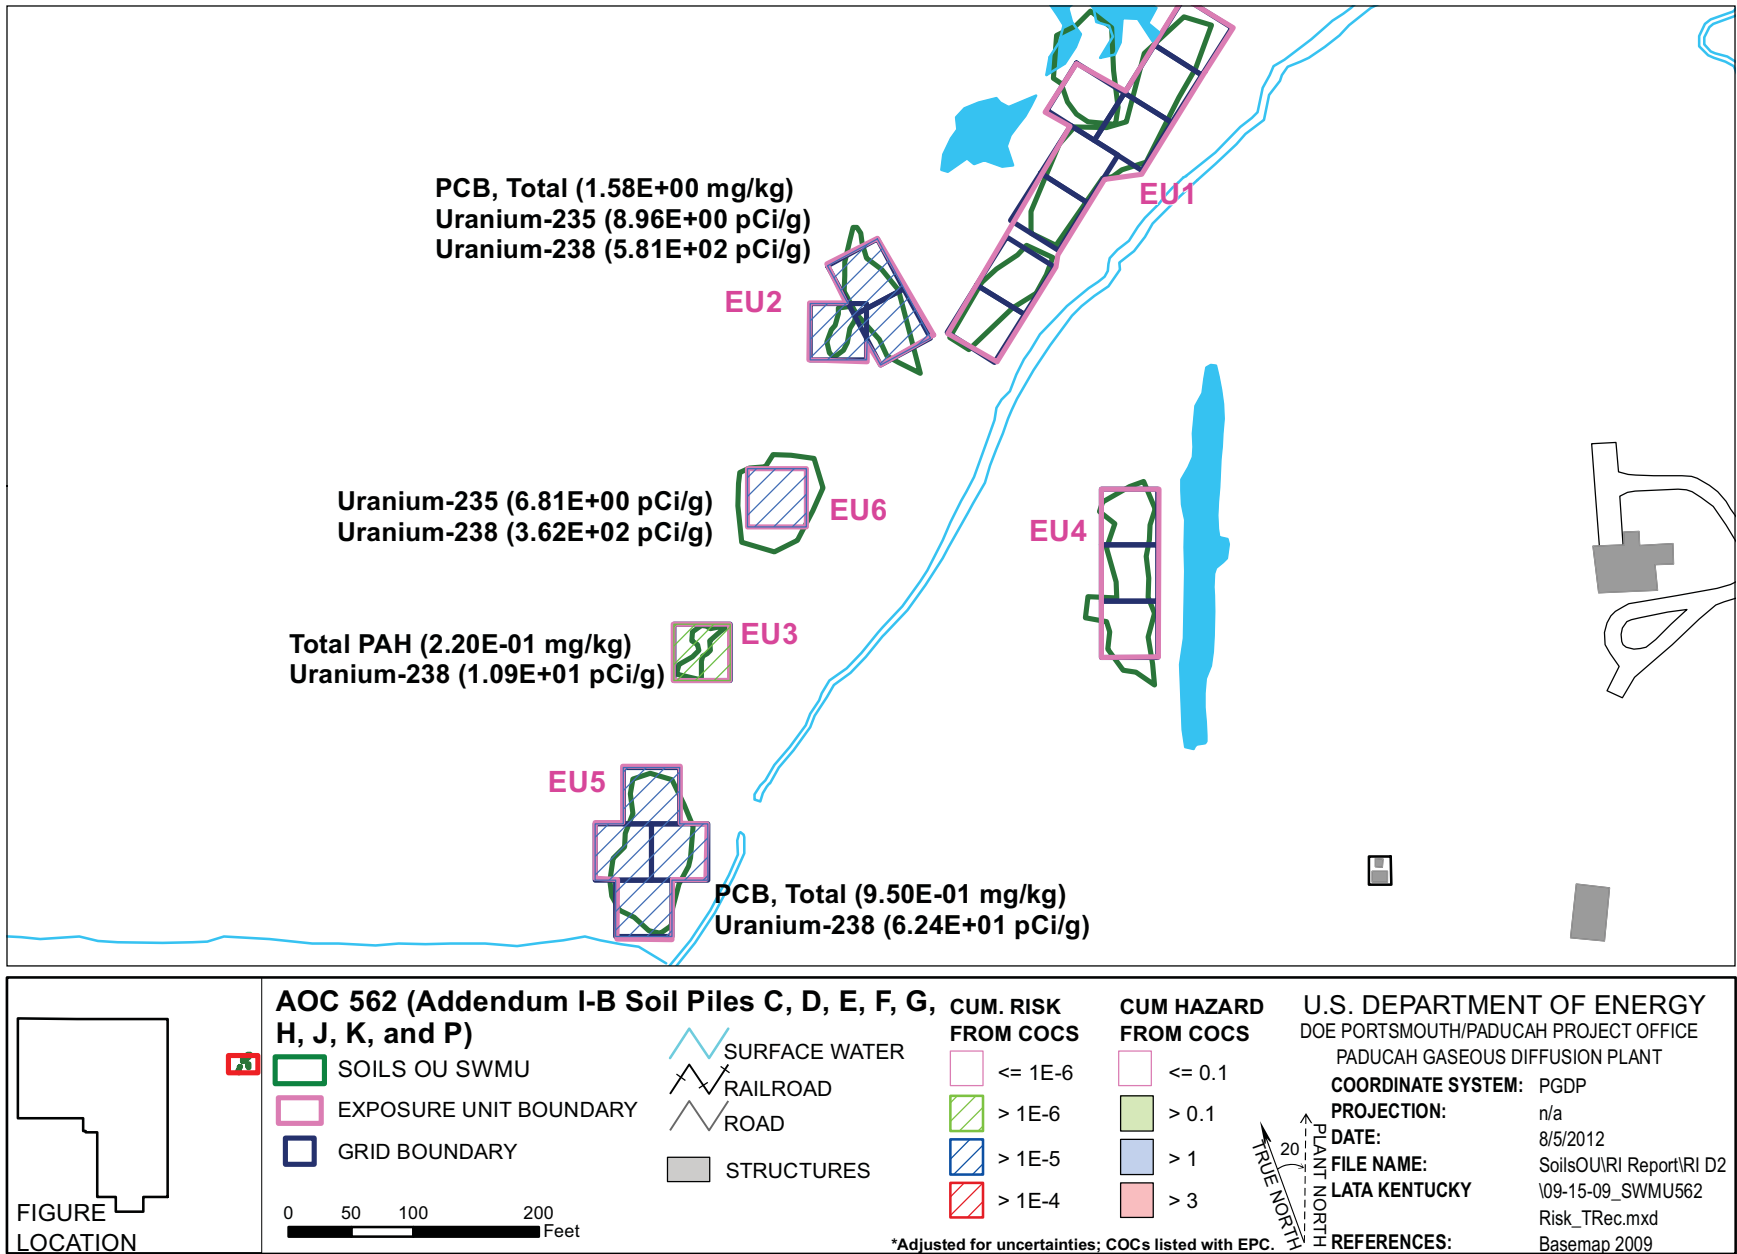 PCB, Total (1.58E+00 mg/kg)
Uranium-235 (8.96E+00 pCi/g)
Uranium-238 (5.81E+02 pCi/g)
EU1
EU2
Uranium-235 (6.81E+00 pCi/g)
Uranium-238 (3.62E+02 pCi/g)
EU6
EU4
Total PAH (2.20E-01 mg/kg)
Uranium-238 (1.09E+01 pCi/g)
EU3
EU5
PCB, Total (9.50E-01 mg/kg)
Uranium-238 (6.24E+01 pCi/g)
FIGURE
LOCATION
AOC 562 (Addendum I-B Soil Piles C, D, E, F, G,
H, J, K, and P)
SOILS OU SWMU
EXPOSURE UNIT BOUNDARY
GRID BOUNDARY
SURFACE WATER
RAILROAD
ROAD
STRUCTURES
0 50 100 200
Feet
CUM. RISK
FROM COCS
<= 1E-6
> 1E-6
> 1E-5
> 1E-4
CUM HAZARD
FROM COCS
<= 0.1
> 0.1
> 1
> 3
*Adjusted for uncertainties; COCs listed with EPC.
TRUE NORTH
20
PLANT NORTH
U.S. DEPARTMENT OF ENERGY
DOE PORTSMOUTH/PADUCAH PROJECT OFFICE
PADUCAH GASEOUS DIFFUSION PLANT
COORDINATE SYSTEM: PGDP
PROJECTION: n/a
DATE: 8/5/2012
FILE NAME: SoilsOU\RI Report\RI D2
LATA KENTUCKY \09-15-09_SWMU562
Risk_TRec.mxd
REFERENCES: Basemap 2009